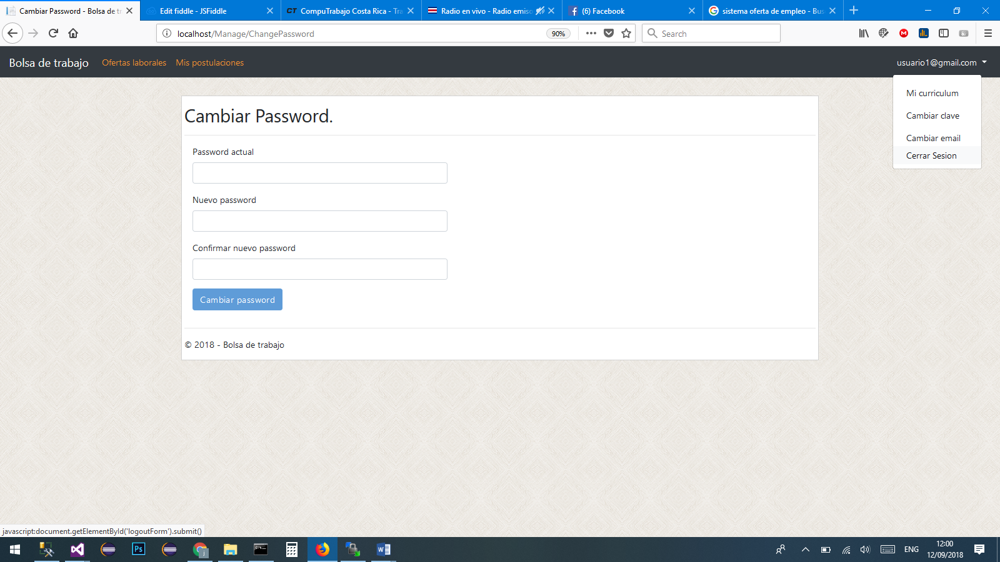 Cambiar Password - Bolsa de tr
Edit fiddle - JSFiddle
CT CompuTrabajo Costa Rica - Tra
Radio en vivo - Radio emiso
(6) Facebook
sistema oferta de empleo - Bus
localhost/Manage/ChangePassword
90%
Search
Bolsa de trabajo
Ofertas laborales
Mis postulaciones
usuario1@gmail.com
Mi curriculum
Cambiar clave
Cambiar email
Cerrar Sesion
Cambiar Password.
Password actual
Nuevo password
Confirmar nuevo password
Cambiar password
© 2018 - Bolsa de trabajo
javascript:document.getElementById('logoutForm').submit()
Ps
ENG
12:00
12/09/2018